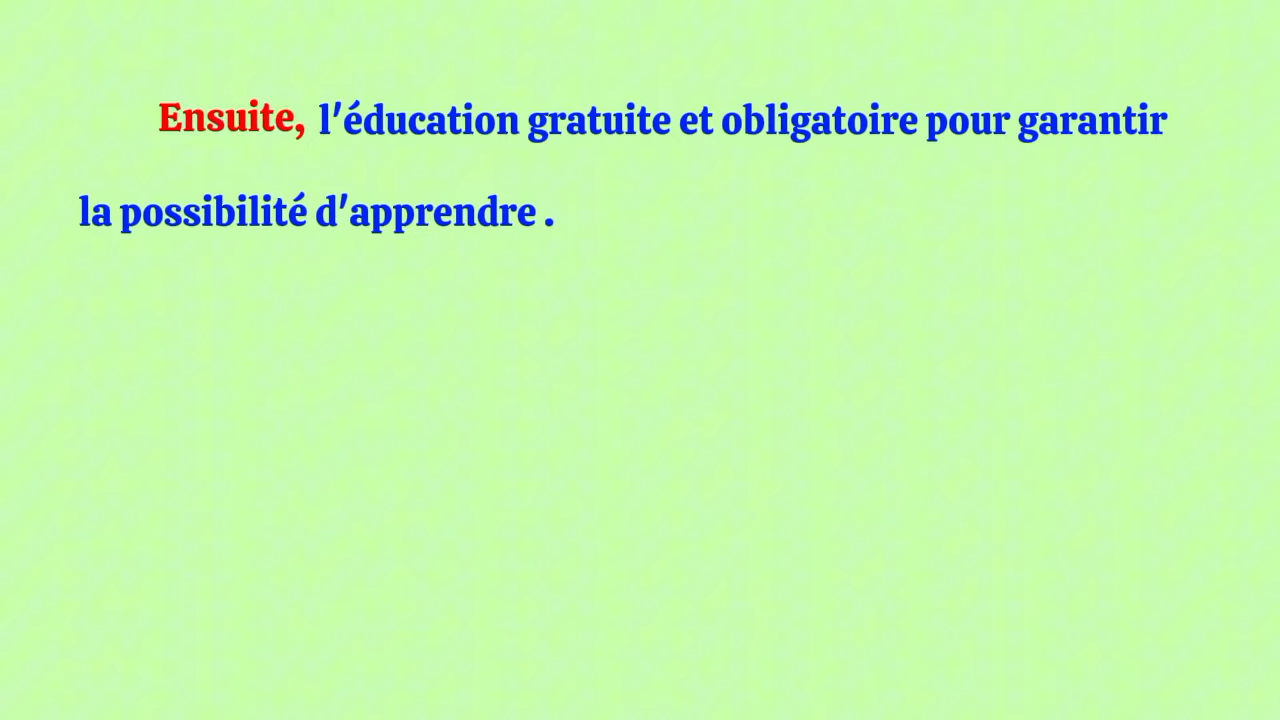 Ensuite, l'éducation gratuite et obligatoire pour garantir
la possibilité d'apprendre .